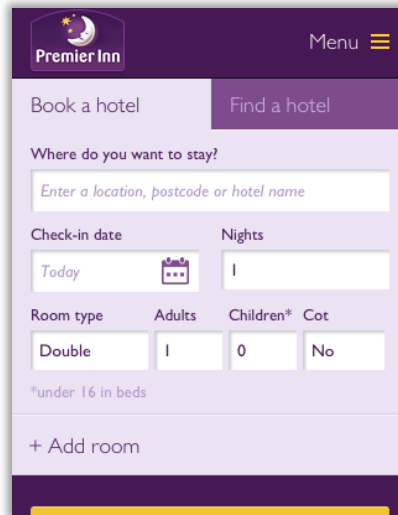 Premier Inn
Menu
Book a hotel
Find a hotel
Where do you want to stay?
Enter a location, postcode or hotel name
Check-in date
Nights
Today
1
Room type
Adults
Children*
Cot
Double
1
0
No
*under 16 in beds
+ Add room